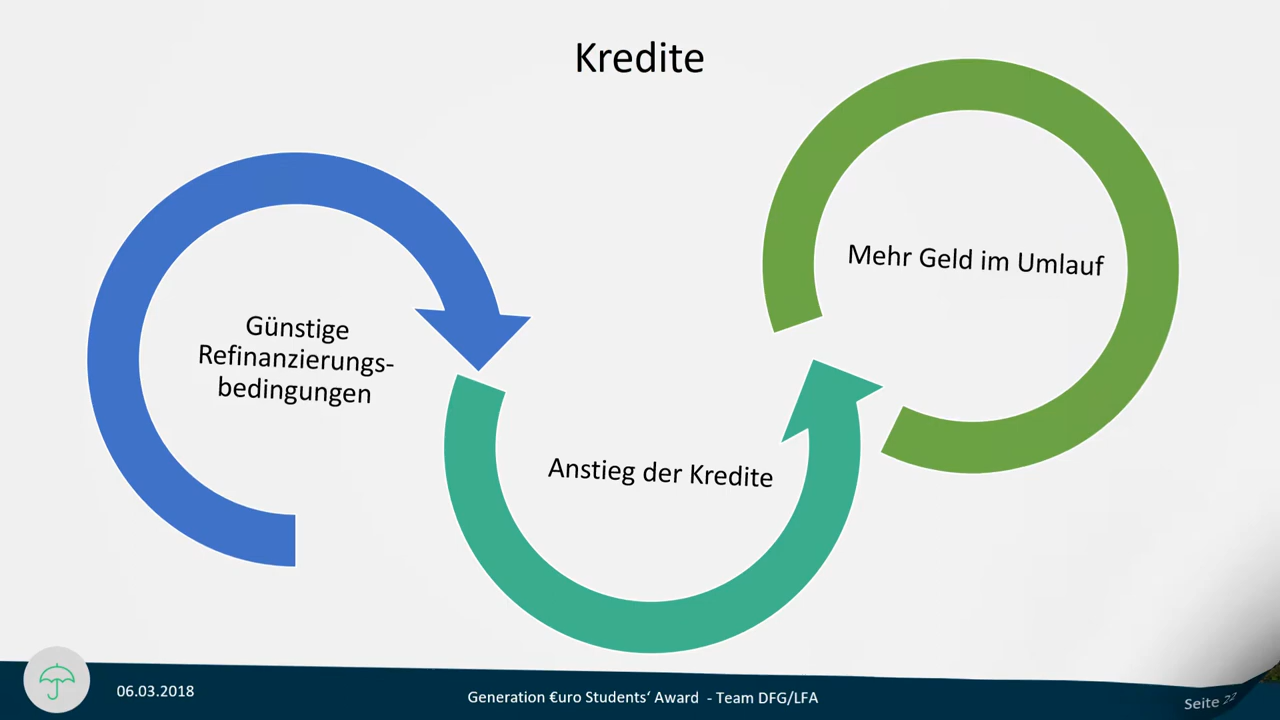 Kredite
Günstige
Refinanzierungs-
bedingungen
Anstieg der Kredite
Mehr Geld im Umlauf
06.03.2018
Generation €uro Students‘ Award - Team DFG/LFA
Seite